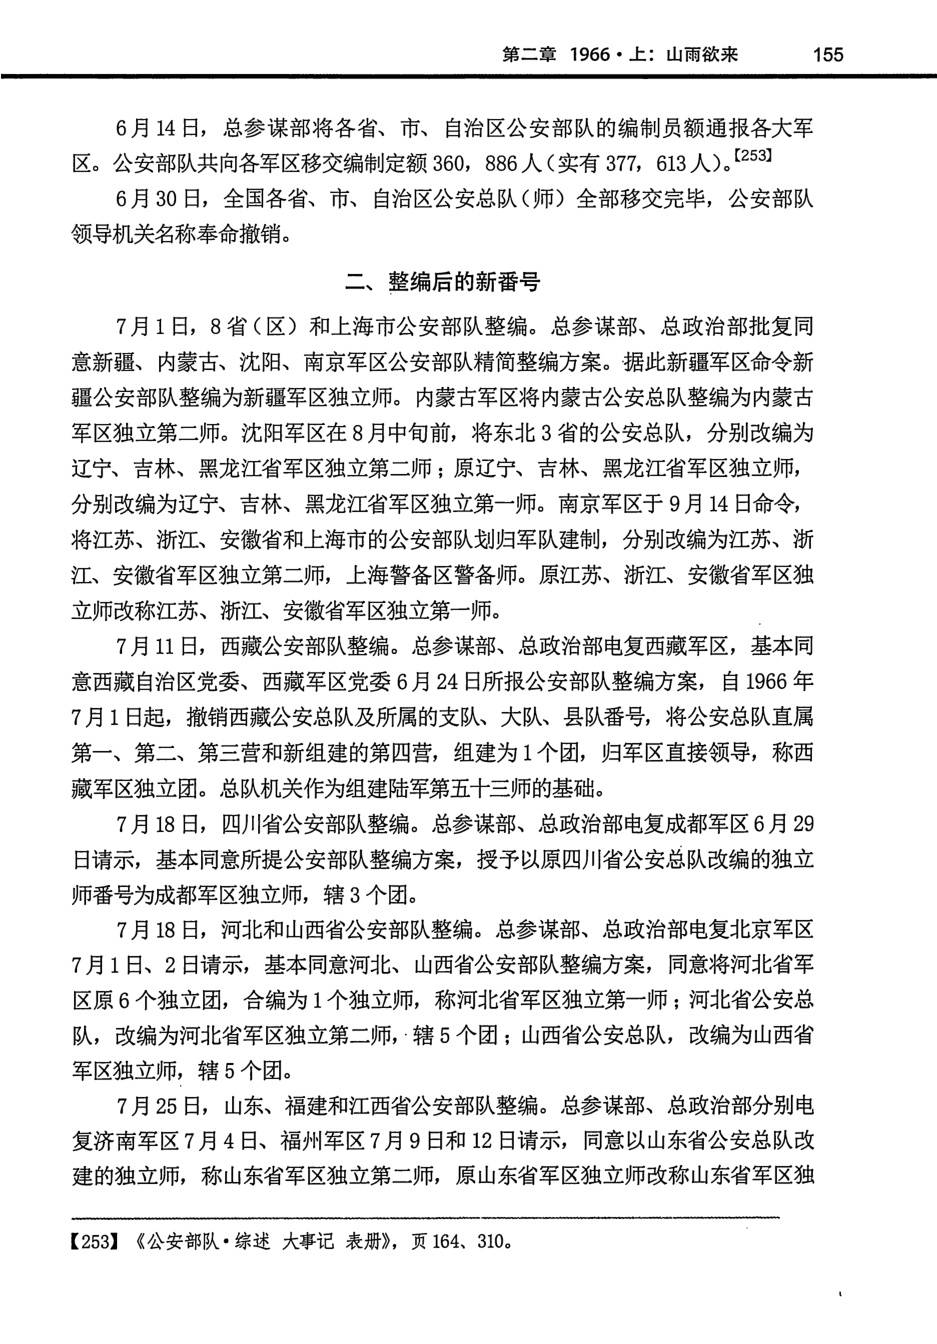 第二章 1966·上：山雨欲来 155
6月14日，总参谋部将各省、市、自治区公安部队的编制员额通报各大军
区。公安部队共向各军区移交编制定额360，886人（实有377，613人）。【253】
6月30日，全国各省、市、自治区公安总队（师）全部移交完毕，公安部队
领导机关名称奉命撤销。
二、整编后的新番号
7月1日，8省（区）和上海市公安部队整编。总参谋部、总政治部批复同
意新疆、内蒙古、沈阳、南京军区公安部队精简整编方案。据此新疆军区命令新
疆公安部队整编为新疆军区独立师。内蒙古军区将内蒙古公安总队整编为内蒙古
军区独立第二师。沈阳军区在8月中旬前，将东北3省的公安总队，分别改编为
辽宁、吉林、黑龙江省军区独立第二师；原辽宁、吉林、黑龙江省军区独立师，
分别改编为辽宁、吉林、黑龙江省军区独立第一师。南京军区于9月14日命令，
将江苏、浙江、安徽省和上海市的公安部队划归军队建制，分别改编为江苏、浙
江、安徽省军区独立第二师，上海警备区警备师。原江苏、浙江、安徽省军区独
立师改称江苏、浙江、安徽省军区独立第一师。
7月11日，西藏公安部队整编。总参谋部、总政治部电复西藏军区，基本同
意西藏自治区党委、西藏军区党委6月24日所报公安部队整编方案，自1966年
7月1日起，撤销西藏公安总队及所属的支队、大队、县队番号，将公安总队直属
第一、第二、第三营和新组建的第四营，组建为1个团，归军区直接领导，称西
藏军区独立团。总队机关作为组建陆军第五十三师的基础。
7月18日，四川省公安部队整编。总参谋部、总政治部电复成都军区6月29
日请示，基本同意所提公安部队整编方案，授予以原四川省公安总队改编的独立
师番号为成都军区独立师，辖3个团。
7月18日，河北和山西省公安部队整编。总参谋部、总政治部电复北京军区
7月1日、2日请示，基本同意河北、山西省公安部队整编方案，同意将河北省军
区原6个独立团，合编为1个独立师，称河北省军区独立第一师；河北省公安总
队，改编为河北省军区独立第二师，辖5个团；山西省公安总队，改编为山西省
军区独立师，辖5个团。
7月25日，山东、福建和江西省公安部队整编。总参谋部、总政治部分别电
复济南军区7月4日、福州军区7月9日和12日请示，同意以山东省公安总队改
建的独立师，称山东省军区独立第二师，原山东省军区独立师改称山东省军区独
【253】《公安部队·综述 大事记 表册》，页164、310。